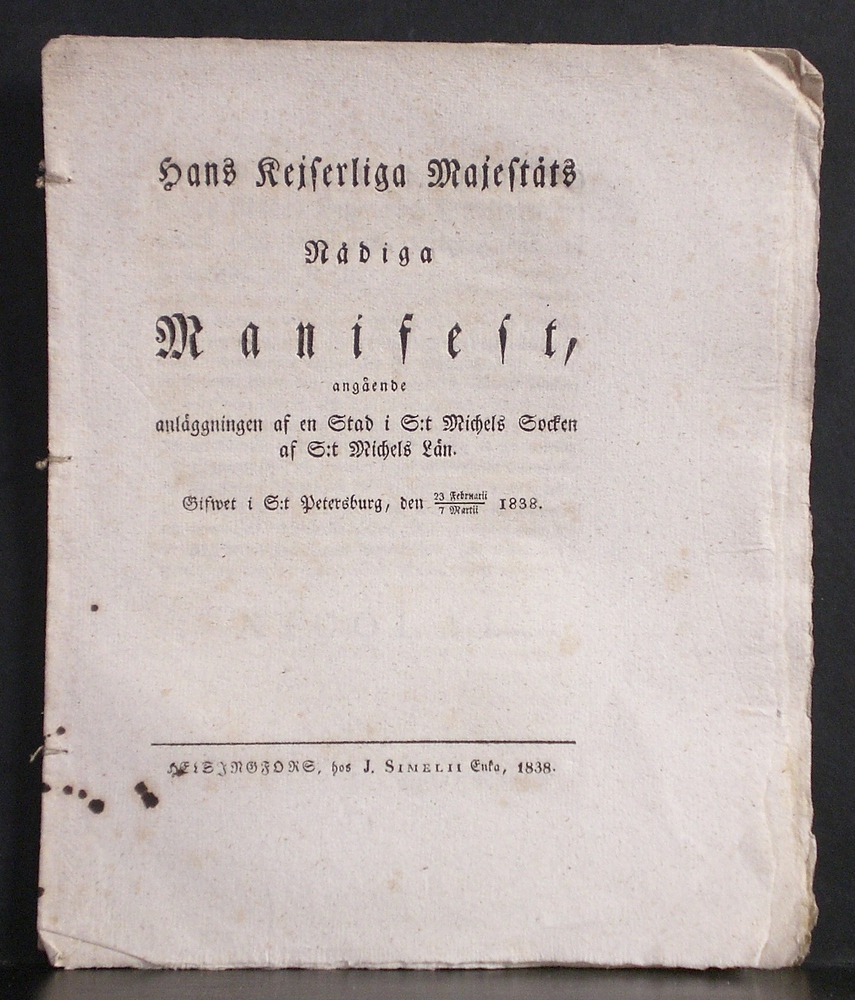 Hans Kejserliga Majestäts
Nådiga
Manifest,
angående
anläggningen af en Stad i S:t Michels Socken
af S:t Michels Län.
Gifwet i S:t Petersburg, den 23 Februarii / 7 Martii 1838.
HELSINGFORS, hos J. SIMELII Enka, 1838.